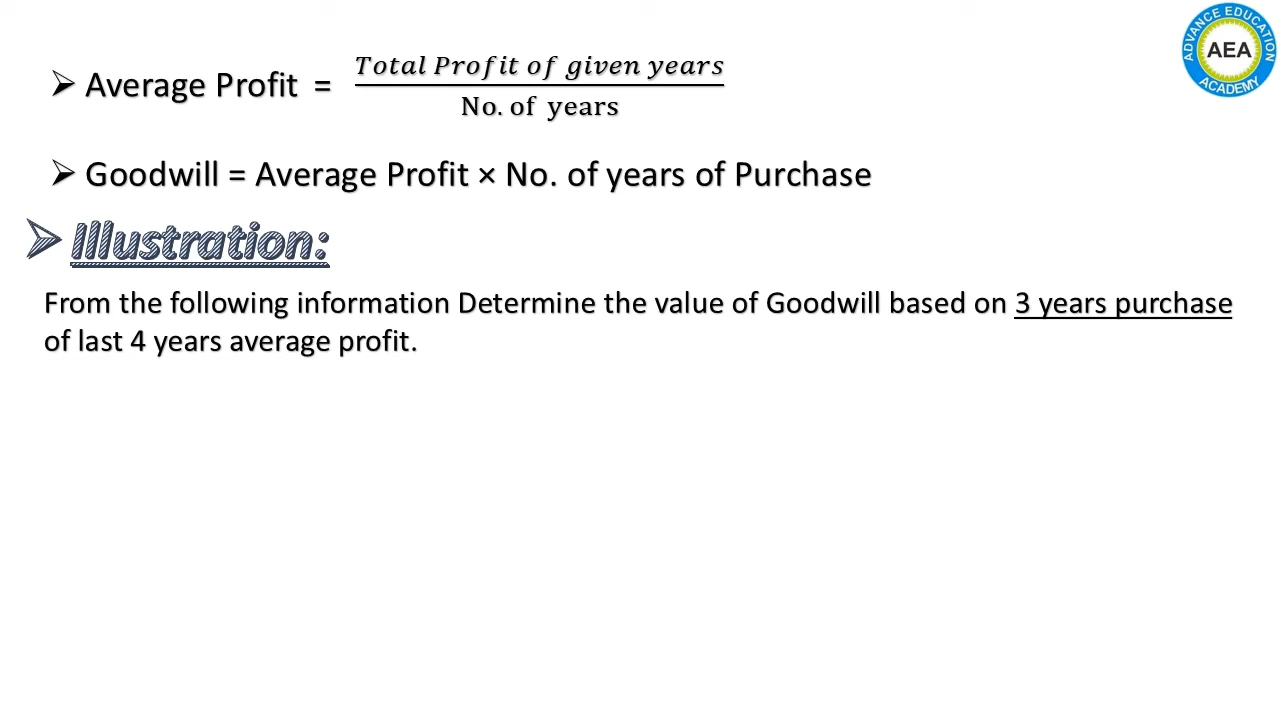 ADVANCE EDUCATION
AEA
ACADEMY
➢ Average Profit = Total Profit of given years
No. of years
➢ Goodwill = Average Profit × No. of years of Purchase
➢ Illustration:
From the following information Determine the value of Goodwill based on 3 years purchase
of last 4 years average profit.